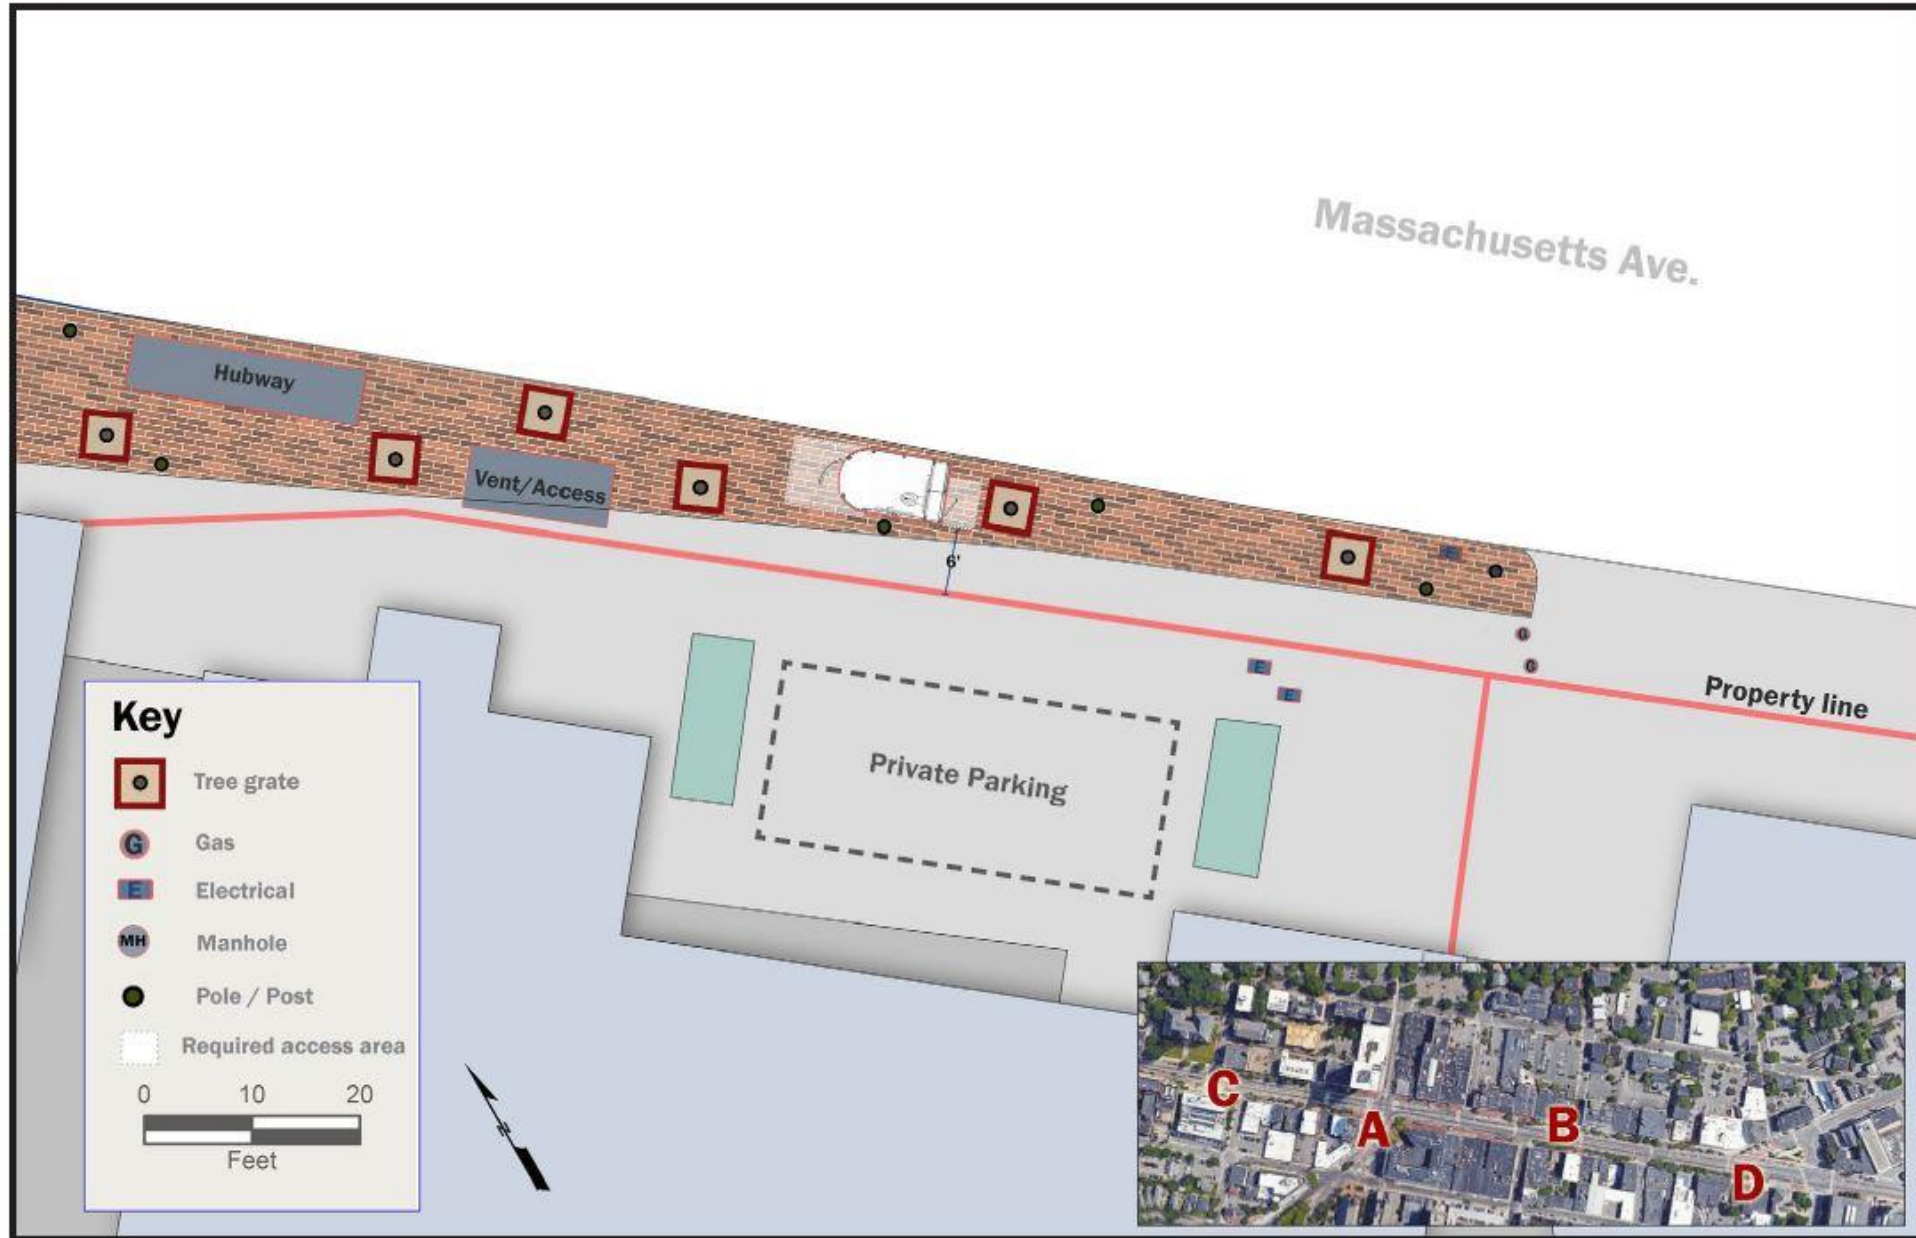 Massachusetts Ave.
Hubway
Vent/Access
6'
E
G
G
E
E
Property line
Private Parking
Key
Tree grate
G Gas
E Electrical
MH Manhole
Pole / Post
Required access area
0 10 20
Feet
N
C
A
B
D